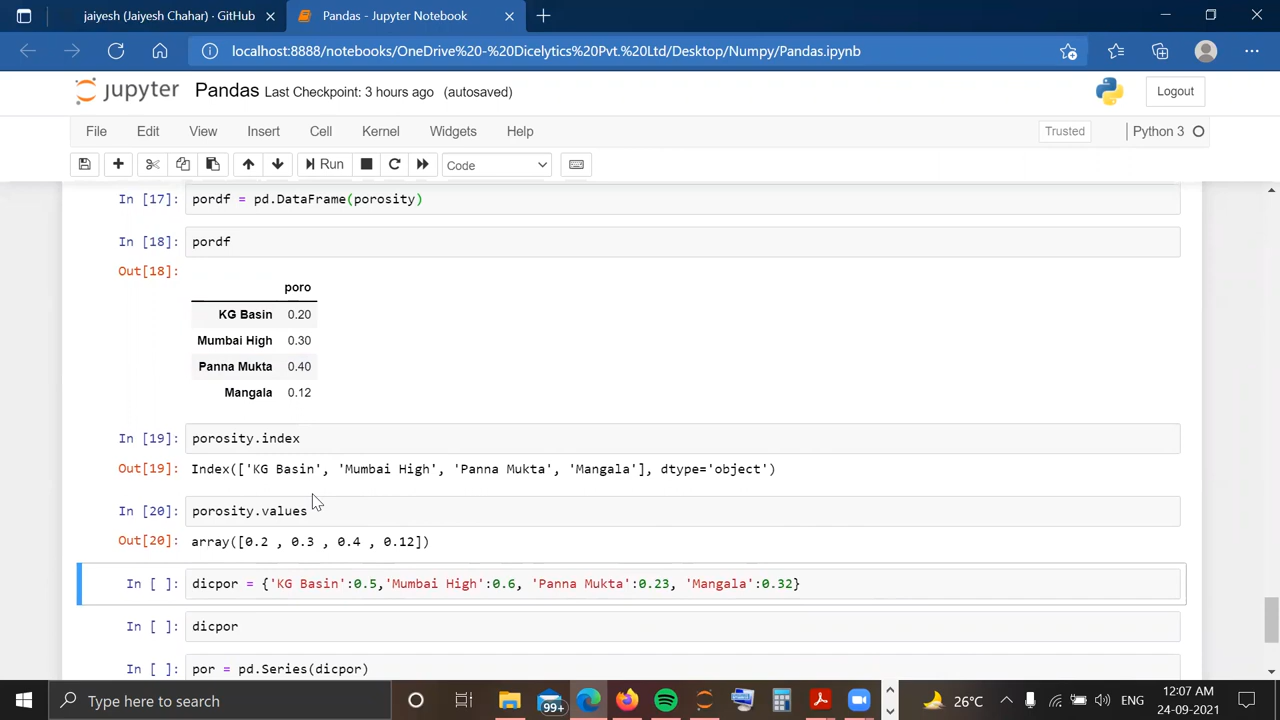 jaiyesh (Jaiyesh Chahar) · GitHub
Pandas - Jupyter Notebook
localhost:8888/notebooks/OneDrive%20-%20Dicelytics%20Pvt.%20Ltd/Desktop/Numpy/Pandas.ipynb
jupyter Pandas Last Checkpoint: 3 hours ago (autosaved)
Logout
File Edit View Insert Cell Kernel Widgets Help
Trusted
Python 3
Run
Code
In [17]: pordf = pd.DataFrame(porosity)
In [18]: pordf
Out[18]:
poro
KG Basin 0.20
Mumbai High 0.30
Panna Mukta 0.40
Mangala 0.12
In [19]: porosity.index
Out[19]: Index(['KG Basin', 'Mumbai High', 'Panna Mukta', 'Mangala'], dtype='object')
In [20]: porosity.values
Out[20]: array([0.2 , 0.3 , 0.4 , 0.12])
In [ ]: dicpor = {'KG Basin':0.5,'Mumbai High':0.6, 'Panna Mukta':0.23, 'Mangala':0.32}
In [ ]: dicpor
In [ ]: por = pd.Series(dicpor)
Type here to search
99+
26°C
ENG
12:07 AM
24-09-2021